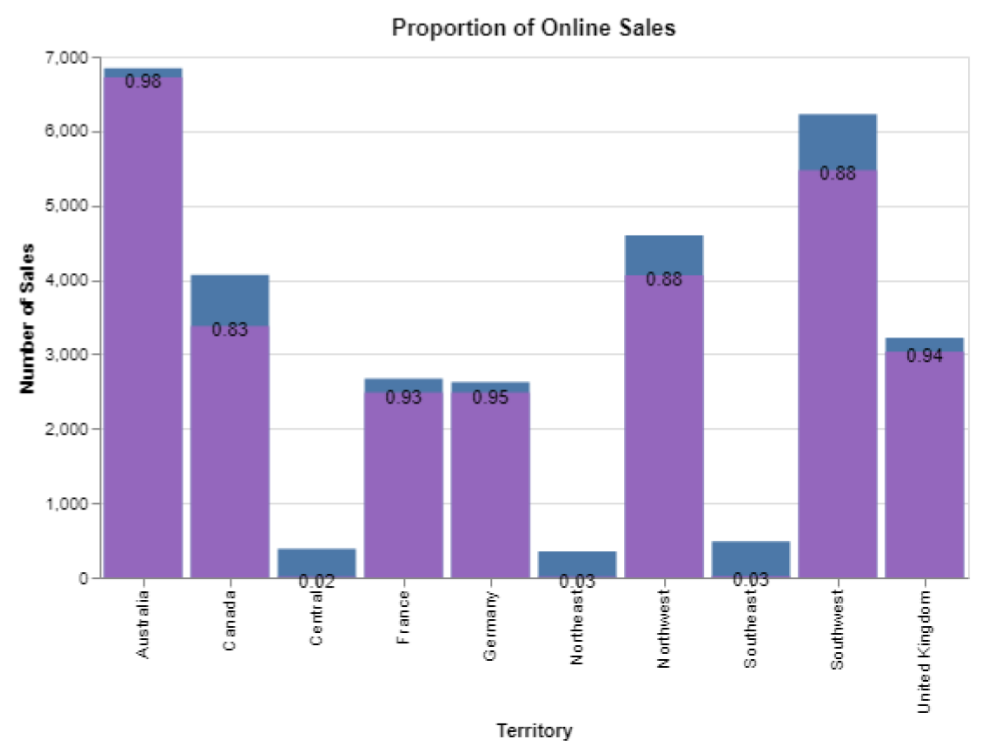 Proportion of Online Sales
Number of Sales
7,000
6,000
5,000
4,000
3,000
2,000
1,000
0
0.98
0.83
0.02
0.93
0.95
0.03
0.88
0.03
0.88
0.94
Australia
Canada
Central
France
Germany
Northeast
Northwest
Southeast
Southwest
United Kingdom
Territory